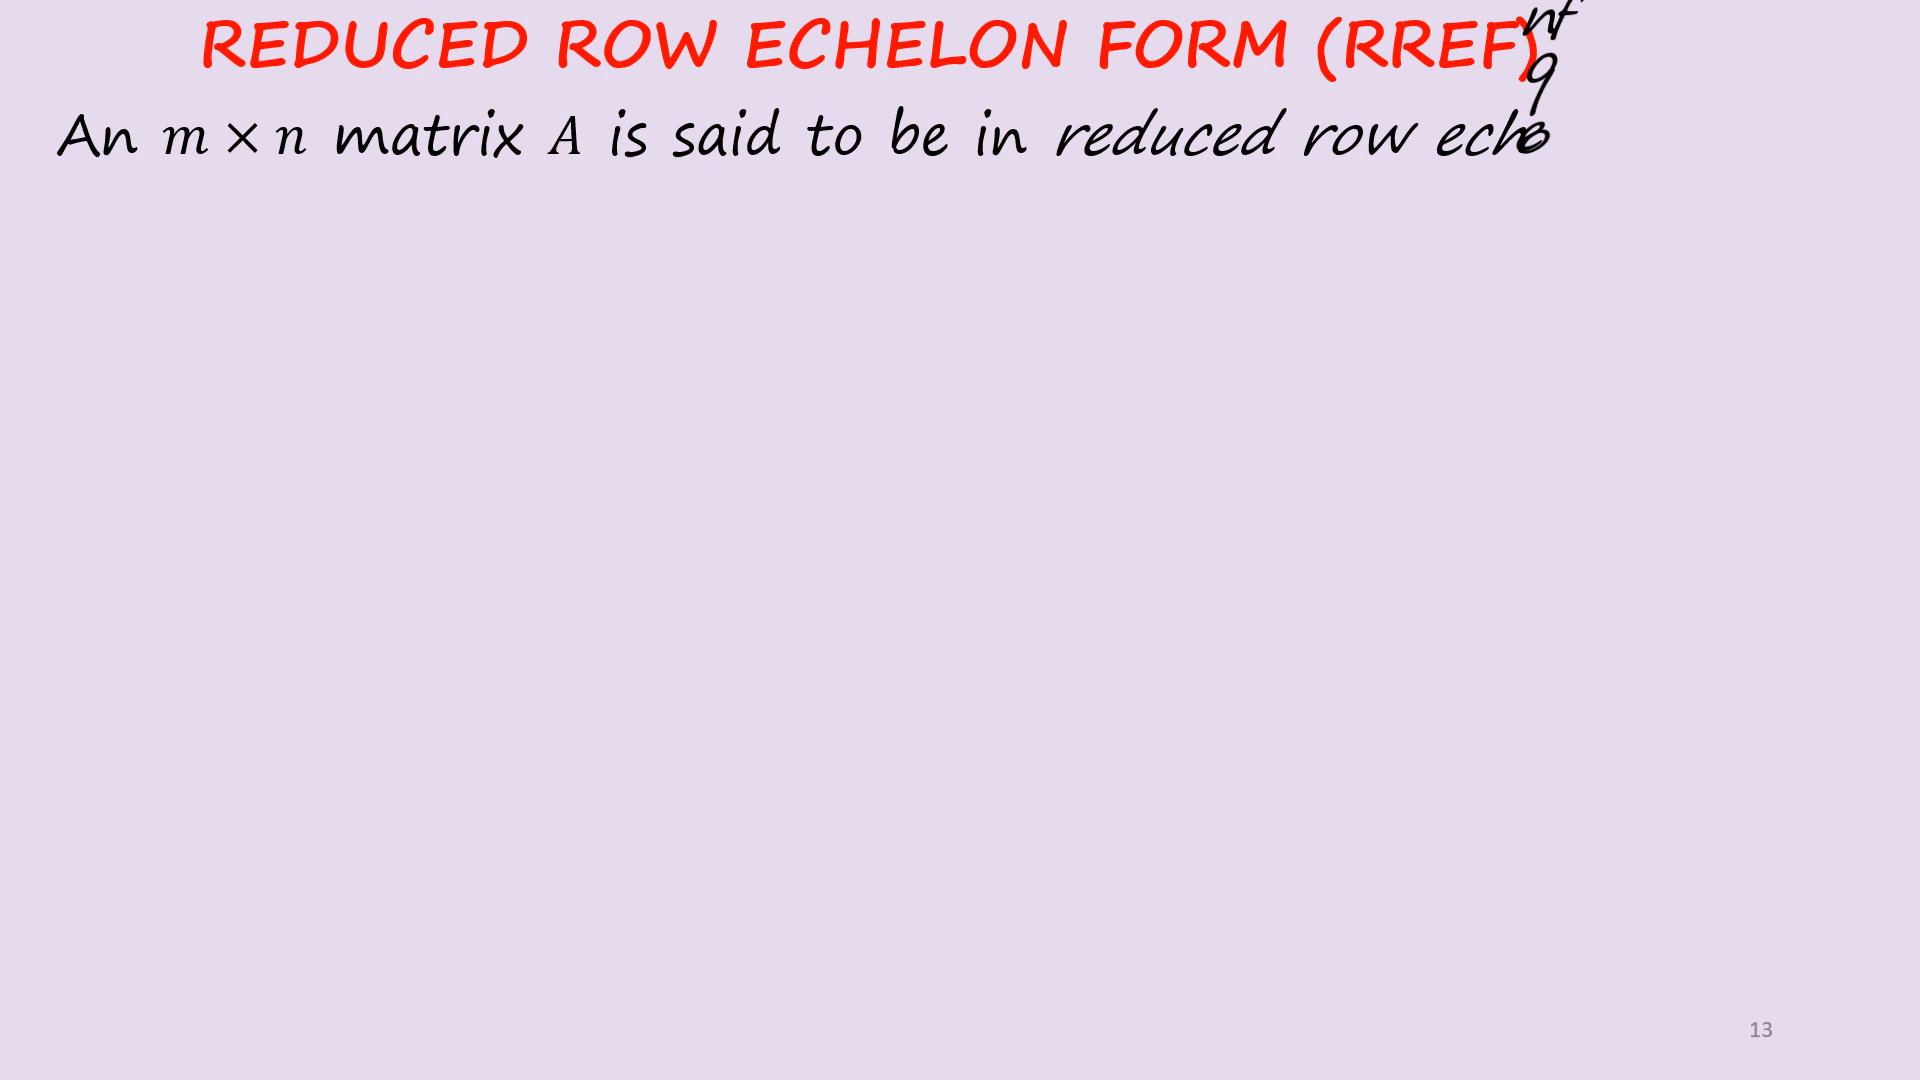 REDUCED ROW ECHELON FORM (RREF)
An m × n matrix A is said to be in reduced row ech
13